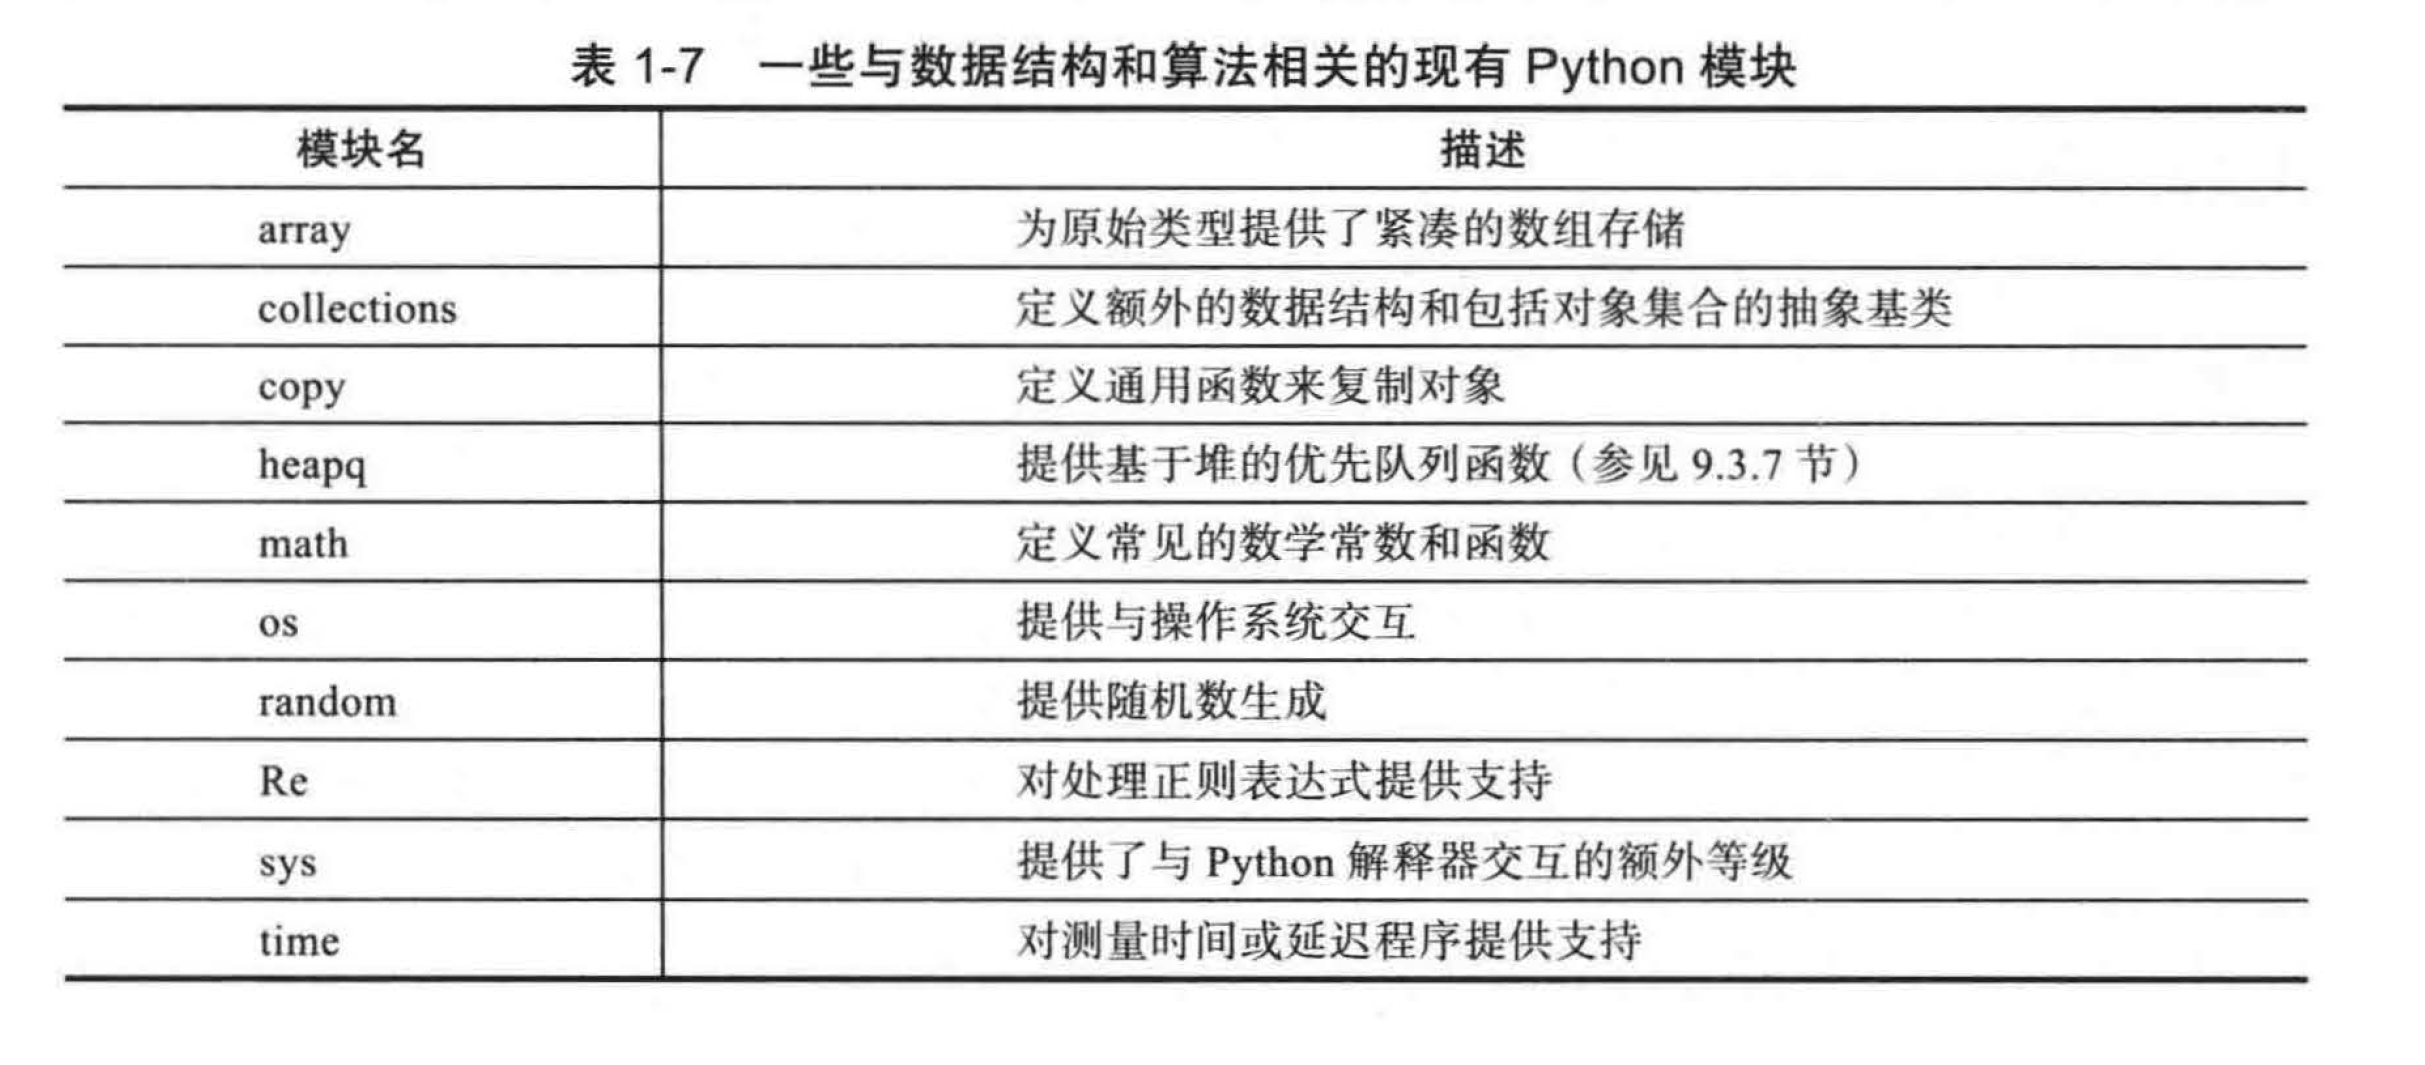 表 1-7 一些与数据结构和算法相关的现有 Python 模块
模块名 描述
array 为原始类型提供了紧凑的数组存储
collections 定义额外的数据结构和包括对象集合的抽象基类
copy 定义通用函数来复制对象
heapq 提供基于堆的优先队列函数（参见 9.3.7 节）
math 定义常见的数学常数和函数
os 提供与操作系统交互
random 提供随机数生成
Re 对处理正则表达式提供支持
sys 提供了与 Python 解释器交互的额外等级
time 对测量时间或延迟程序提供支持